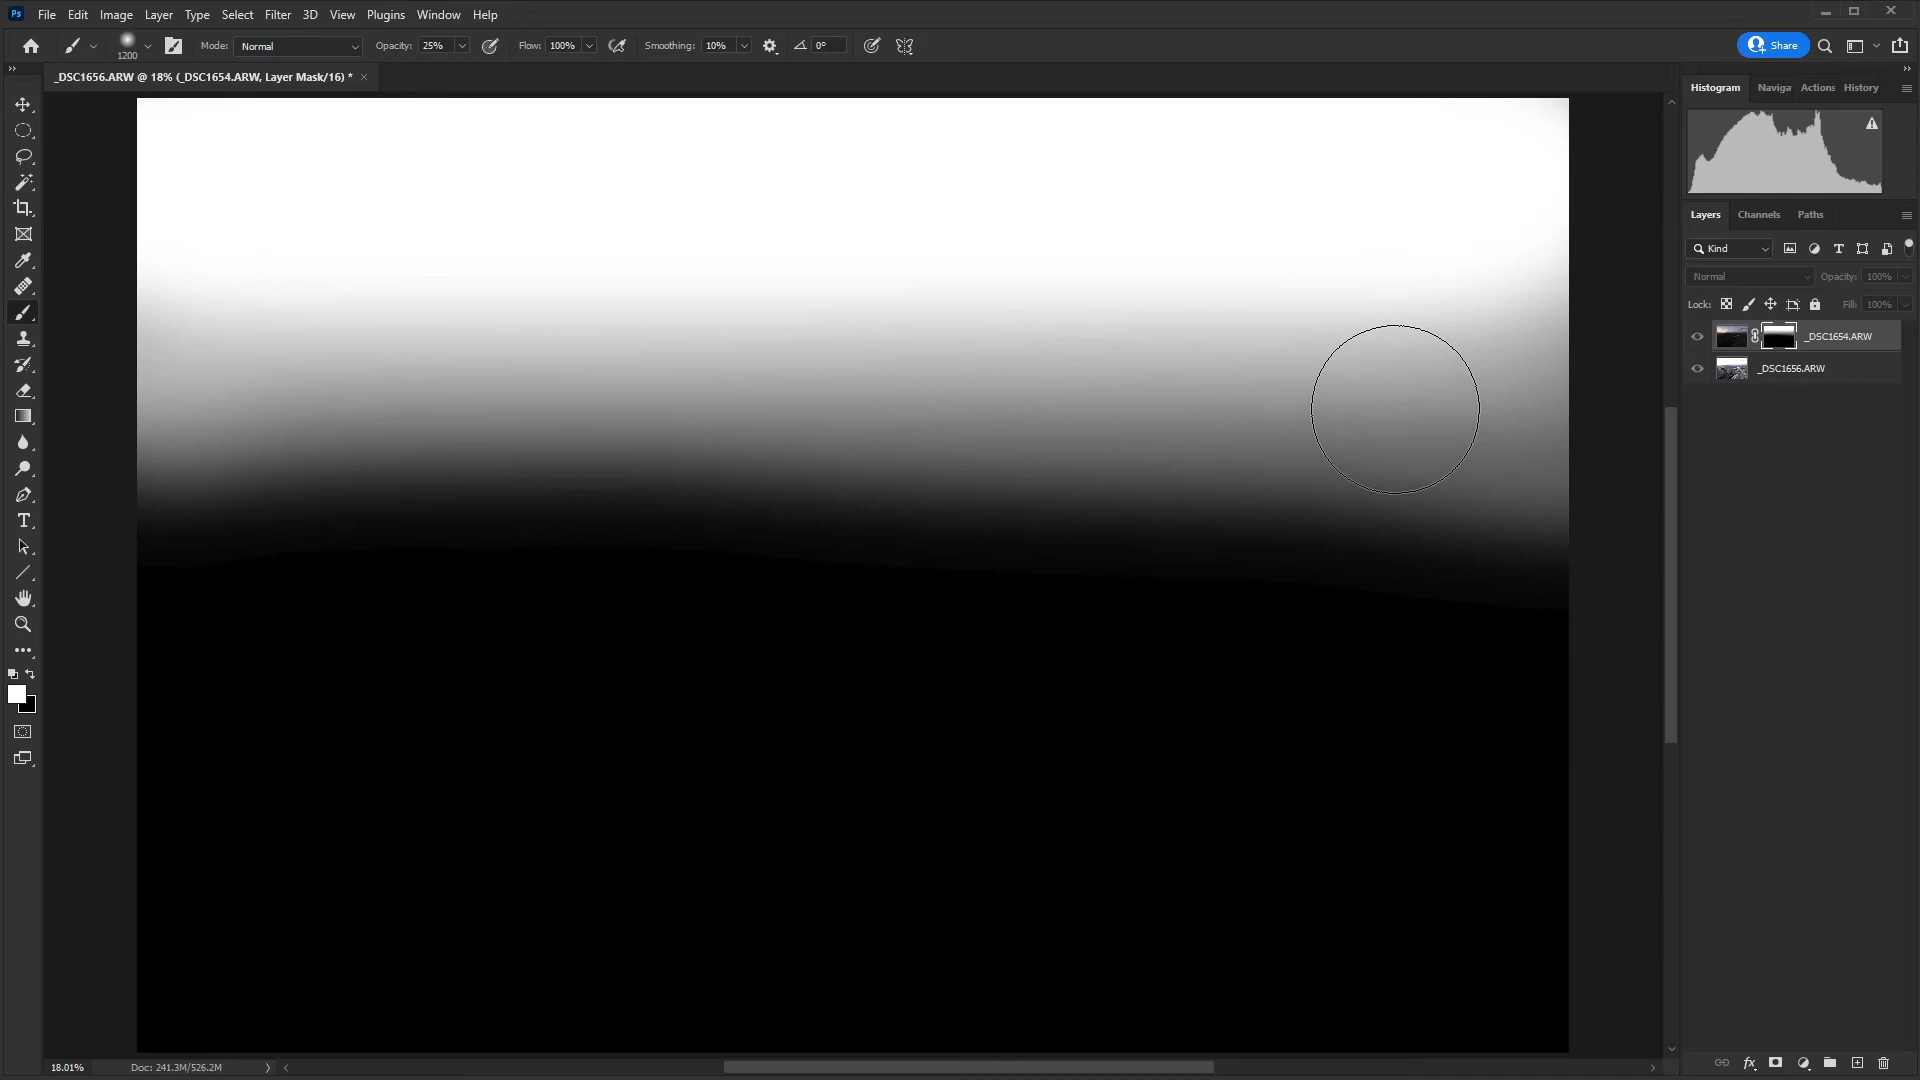 Ps File Edit Image Layer Type Select Filter 3D View Plugins Window Help
1200 Mode: Normal Opacity: 25% Flow: 100% Smoothing: 10% 0° Share
_DSC1656.ARW @ 18% (_DSC1654.ARW, Layer Mask/16) * ×
Histogram Naviga Actions History
Layers Channels Paths
Kind
Normal Opacity: 100%
Lock: Fill: 100%
_DSC1654.ARW
_DSC1656.ARW
18.01% Doc: 241.3M/526.2M